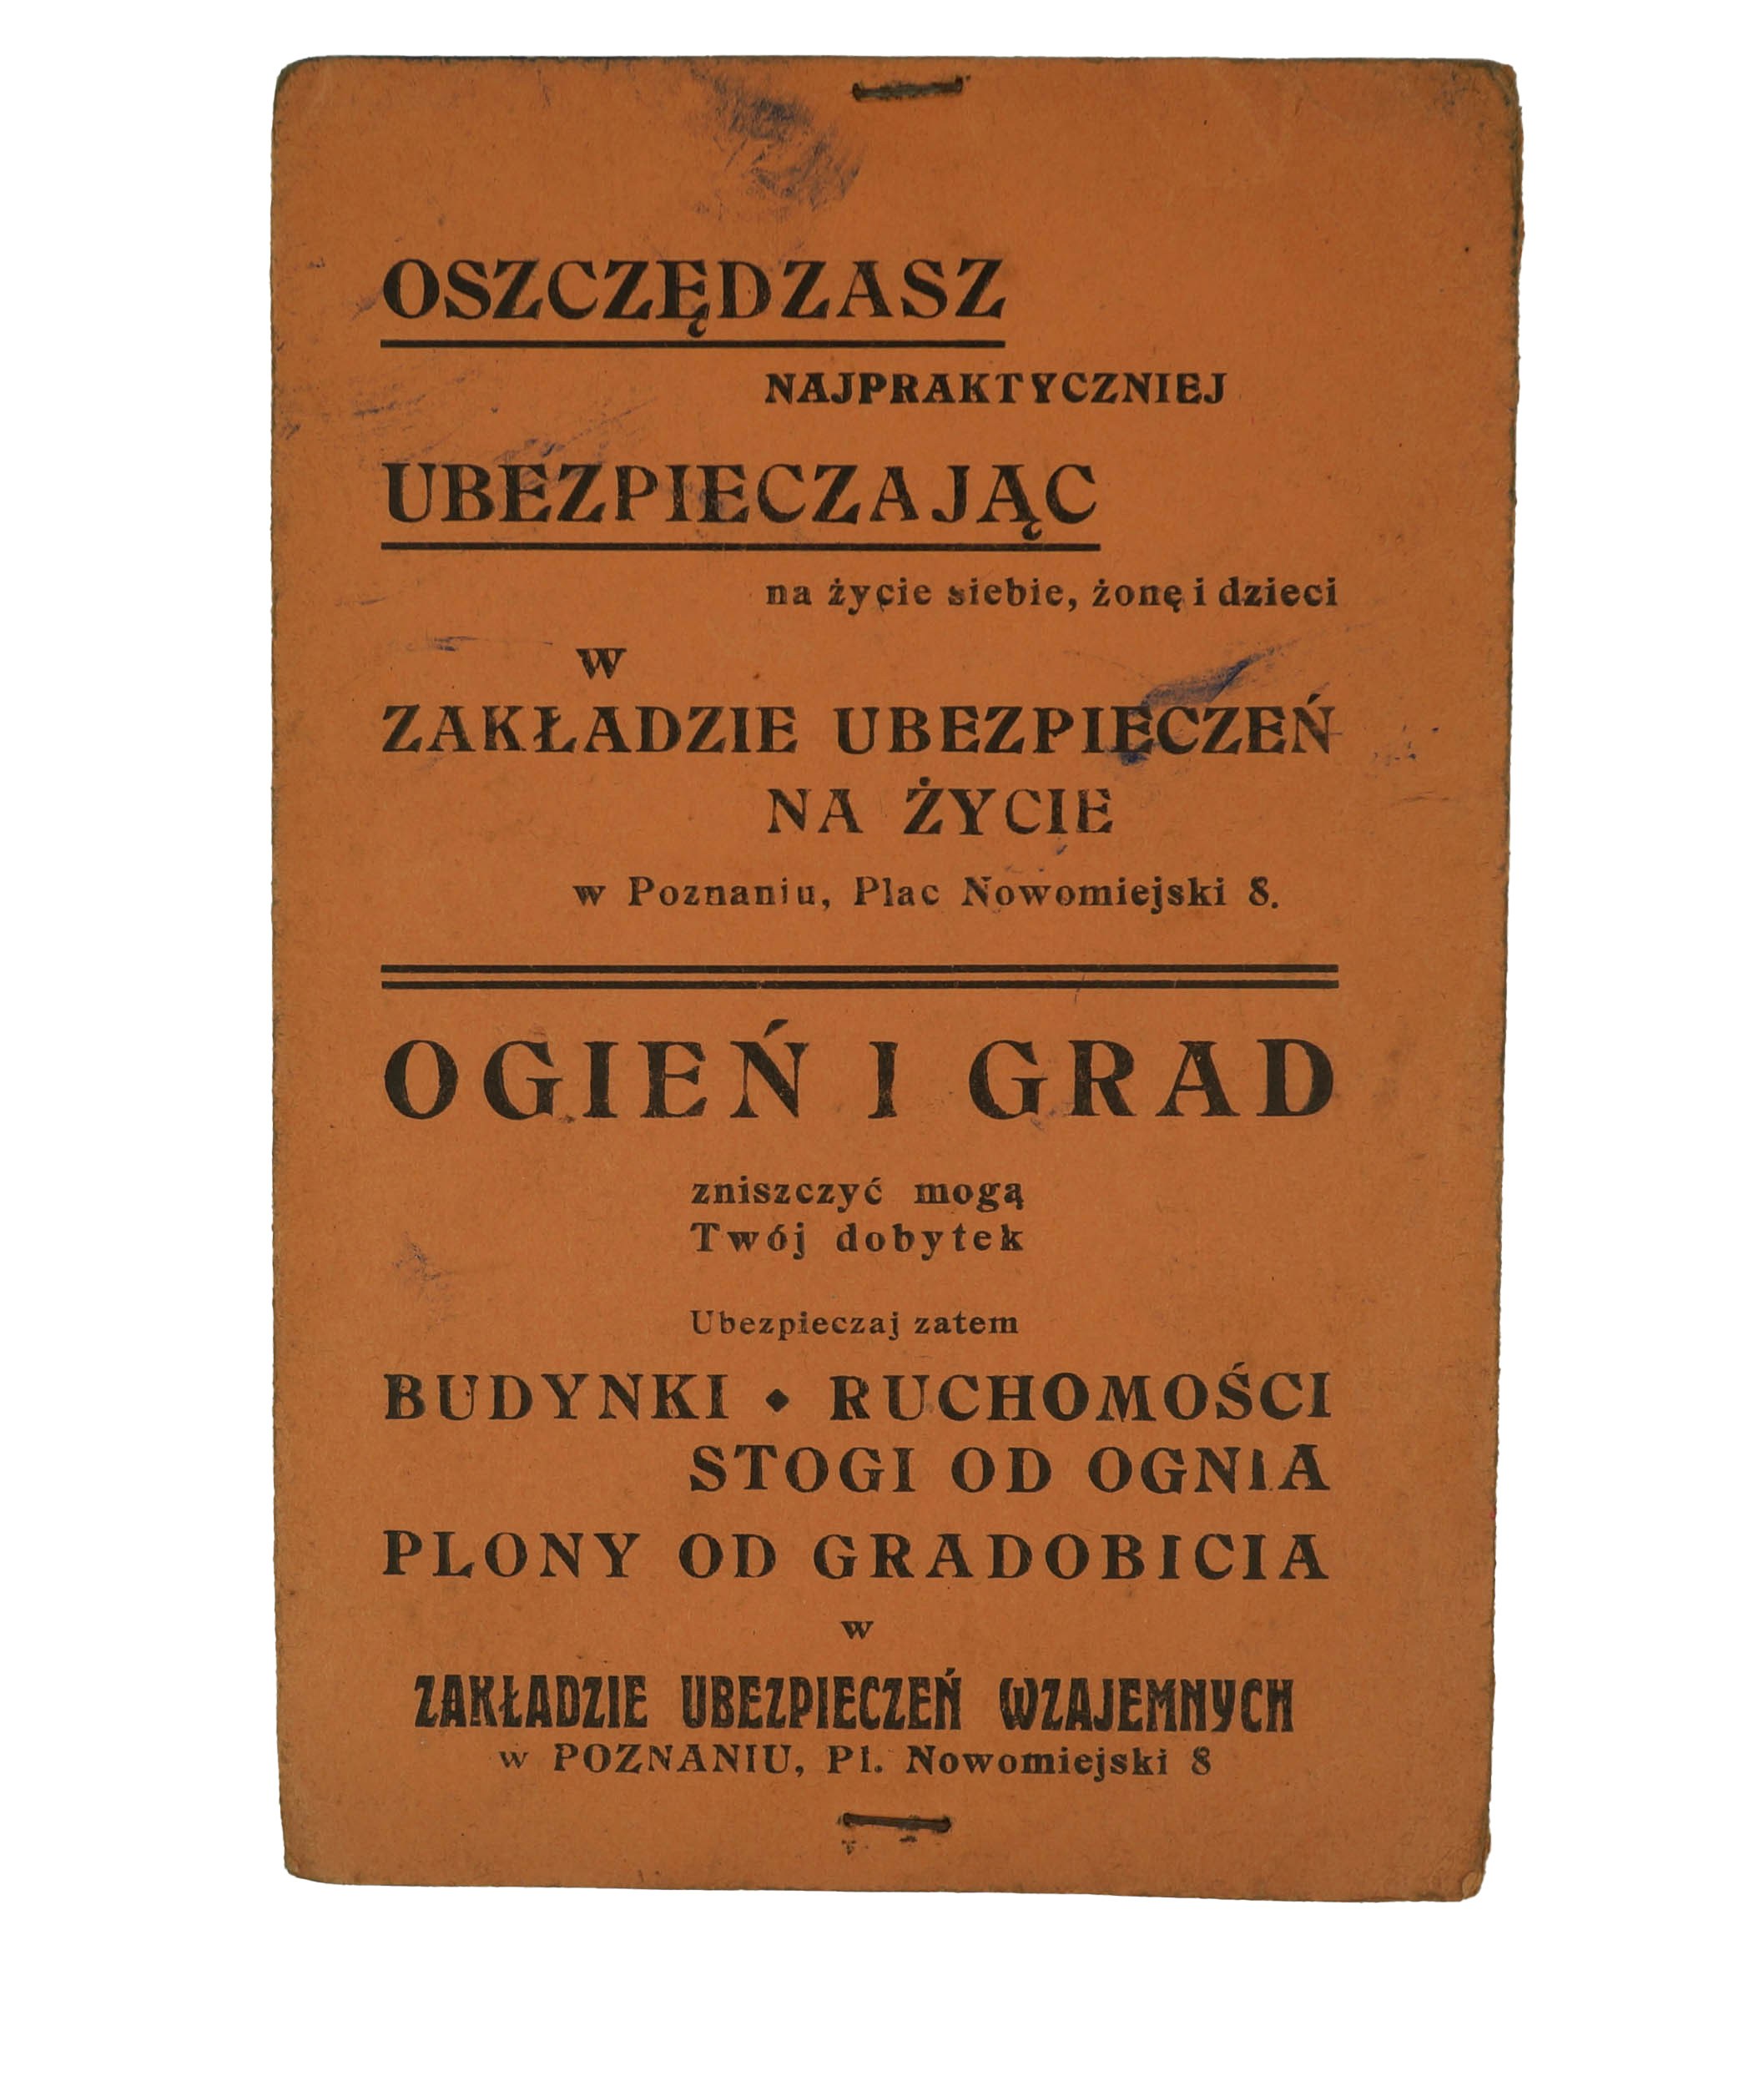 OSZCZĘDZASZ
NAJPRAKTYCZNIEJ
UBEZPIECZAJĄC
na życie siebie, żonę i dzieci
w
ZAKŁADZIE UBEZPIECZEŃ
NA ŻYCIE
w Poznaniu, Plac Nowomiejski 8.
OGIEŃ I GRAD
zniszczyć mogą
Twój dobytek
Ubezpieczaj zatem
BUDYNKI ◆ RUCHOMOŚCI
STOGI OD OGNIA
PLONY OD GRADOBICIA
w
ZAKŁADZIE UBEZPIECZEŃ WZAJEMNYCH
w POZNANIU, Pl. Nowomiejski 8